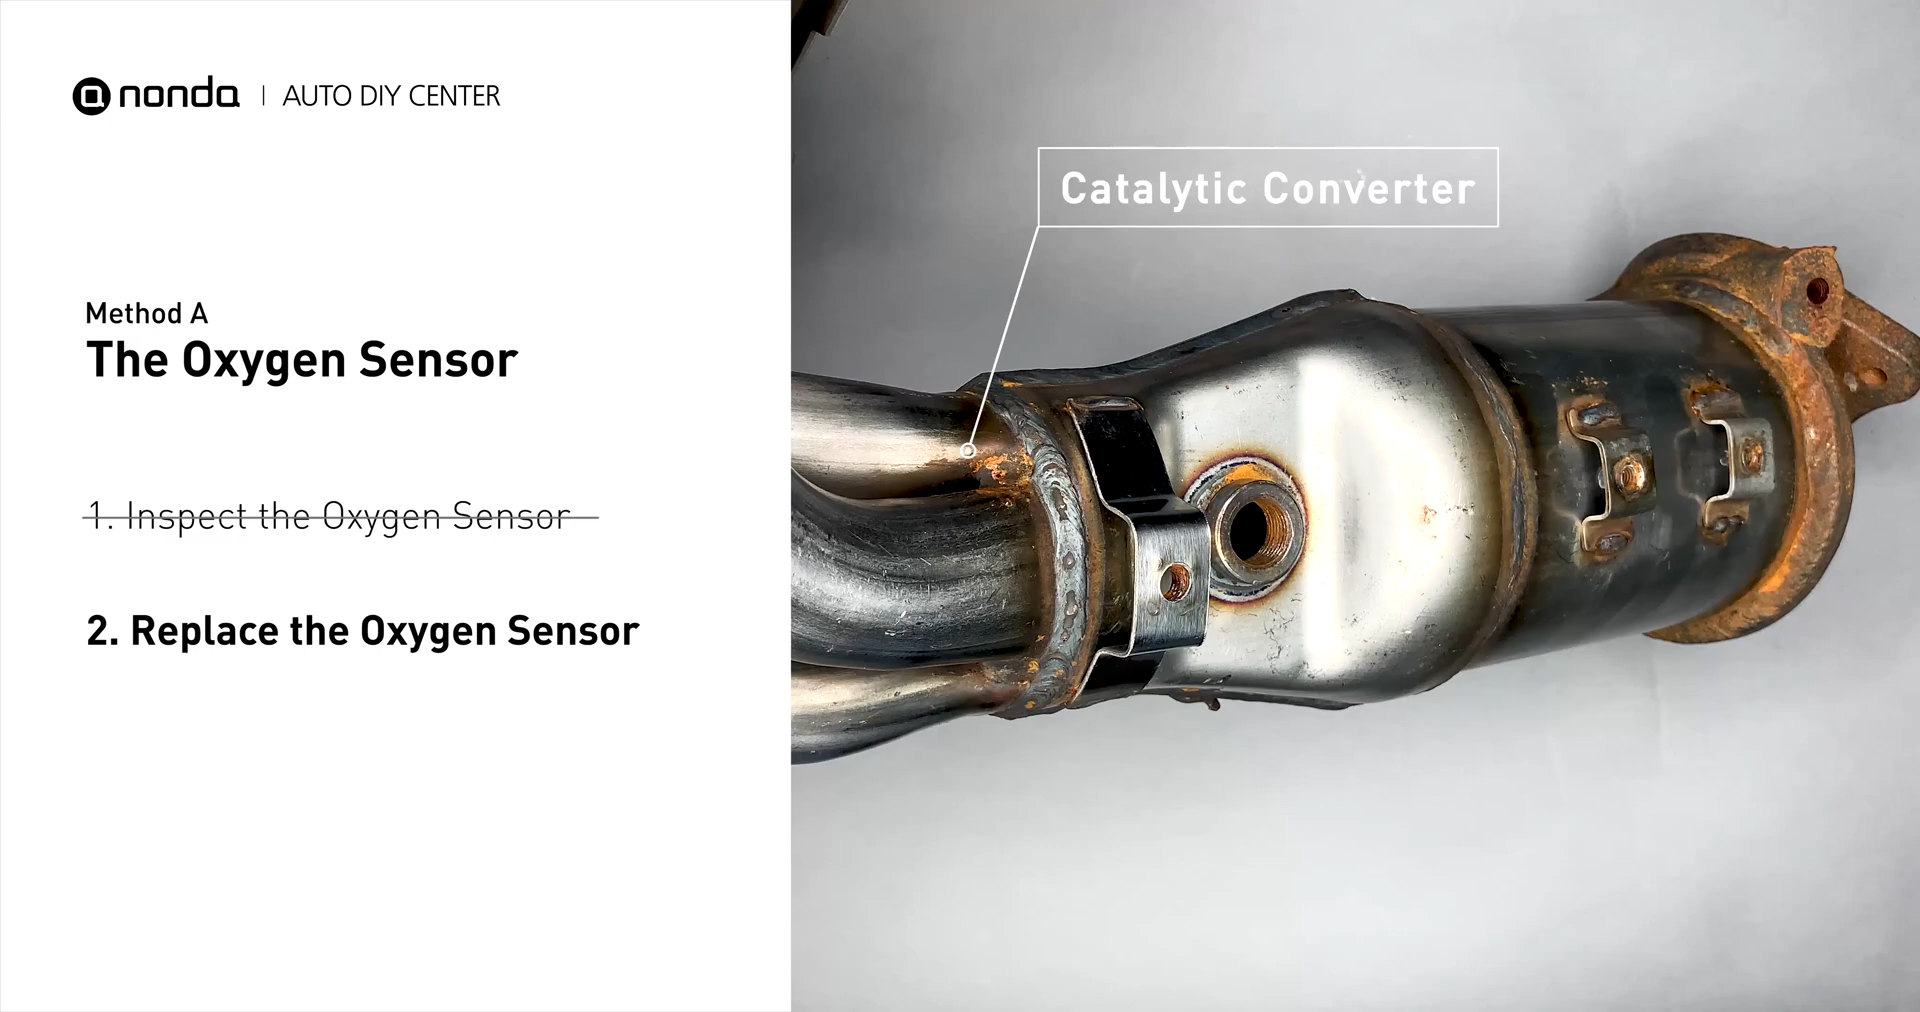 nonda | AUTO DIY CENTER
Method A
The Oxygen Sensor
1. Inspect the Oxygen Sensor
2. Replace the Oxygen Sensor
Catalytic Converter